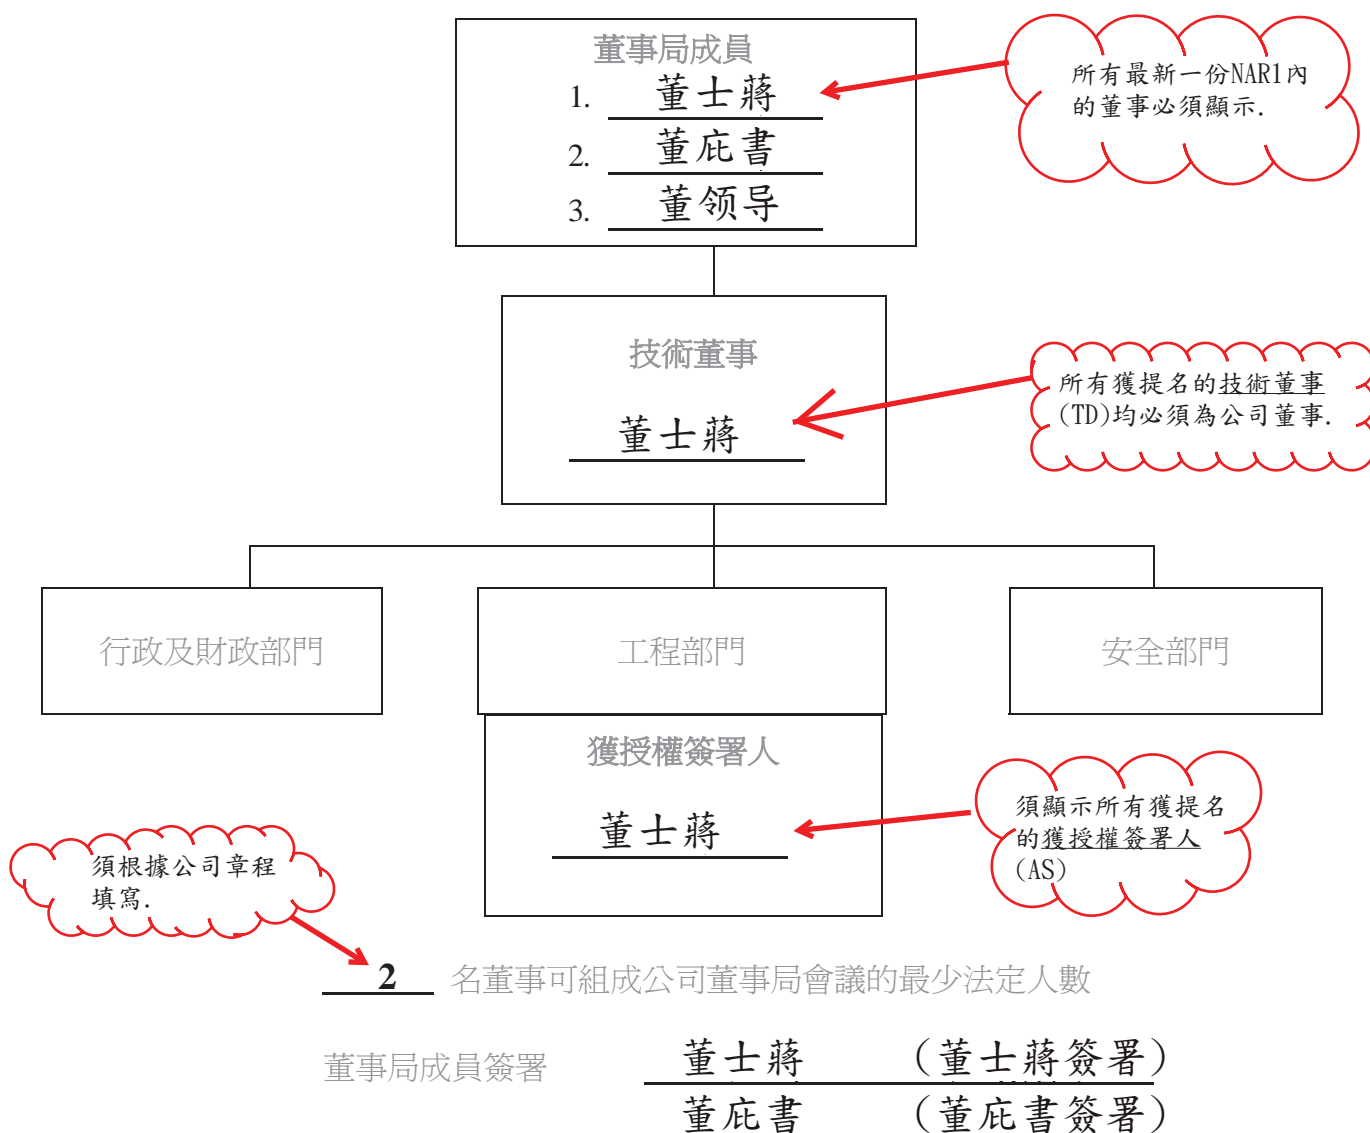 董事局成員
1. 董士蔣
2. 董庇書
3. 董领导
所有最新一份NAR1內
的董事必須顯示.
技術董事
董士蔣
所有獲提名的技術董事
(TD)均必須為公司董事.
行政及財政部門
工程部門
安全部門
獲授權簽署人
董士蔣
須顯示所有獲提名
的獲授權簽署人
(AS)
須根據公司章程
填寫.
2 名董事可組成公司董事局會議的最少法定人數
董事局成員簽署 董士蔣 (董士蔣簽署)
董庇書 (董庇書簽署)